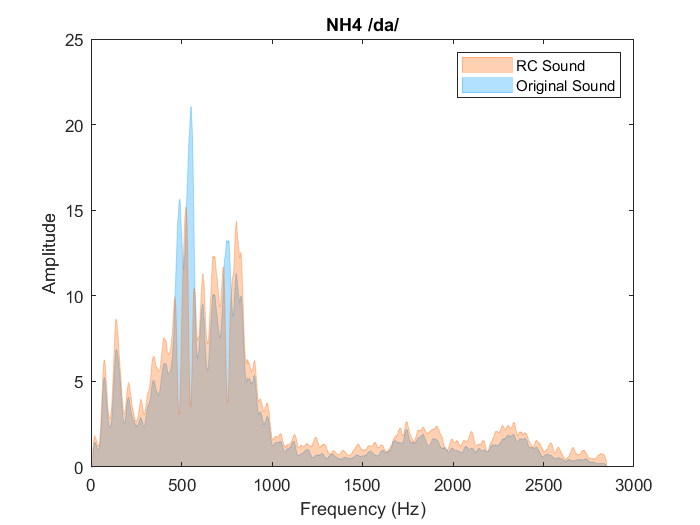 NH4 /da/
RC Sound
Original Sound
25
20
15
10
5
0
Amplitude
0 500 1000 1500 2000 2500 3000
Frequency (Hz)